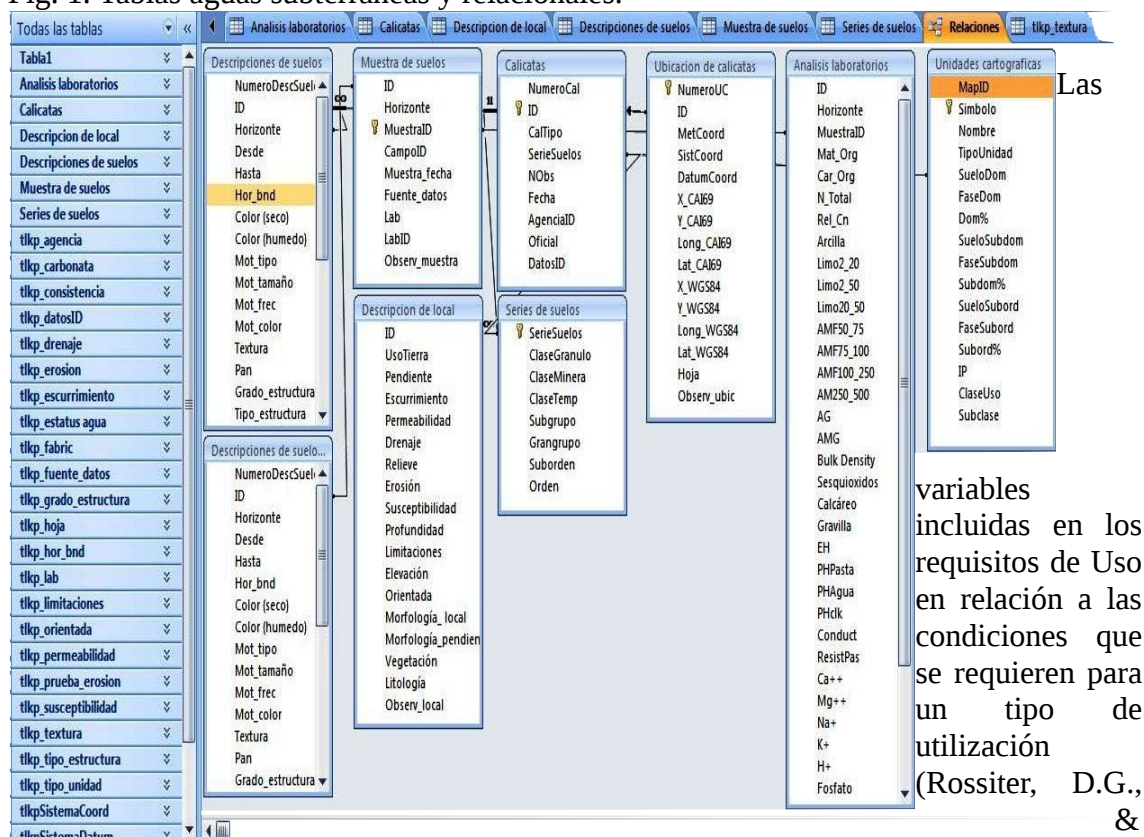 Fig. 1. Tablas aguas subterráneas y relacionales.
Todas las tablas
Analisis laboratorios
Calicatas
Descripcion de local
Descripciones de suelos
Muestra de suelos
Series de suelos
Relaciones
tlkp_textura
Tabla1
Analisis laboratorios
Calicatas
Descripcion de local
Descripciones de suelos
Muestra de suelos
Series de suelos
tlkp_agencia
tlkp_carbonata
tlkp_consistencia
tlkp_datosID
tlkp_drenaje
tlkp_erosion
tlkp_escurrimiento
tlkp_estatus agua
tlkp_fabric
tlkp_fuente_datos
tlkp_grado_estructura
tlkp_hoja
tlkp_hor_bnd
tlkp_lab
tlkp_limitaciones
tlkp_orientada
tlkp_permeabilidad
tlkp_prueba_erosion
tlkp_susceptibilidad
tlkp_textura
tlkp_tipo_estructura
tlkp_tipo_unidad
tlkpSistemaCoord
tlkpSistemaDatum
Descripciones de suelos
NumeroDescSuel
ID
Horizonte
Desde
Hasta
Hor_bnd
Color (seco)
Color (humedo)
Mot_tipo
Mot_tamaño
Mot_frec
Mot_color
Textura
Pan
Grado_estructura
Tipo_estructura
Descripciones de suelo...
NumeroDescSuel
ID
Horizonte
Desde
Hasta
Hor_bnd
Color (seco)
Color (humedo)
Mot_tipo
Mot_tamaño
Mot_frec
Mot_color
Textura
Pan
Grado_estructura
Muestra de suelos
ID
Horizonte
MuestraID
CampoID
Muestra_fecha
Fuente_datos
Lab
LabID
Observ_muestra
Descripcion de local
ID
UsoTierra
Pendiente
Escurrimiento
Permeabilidad
Drenaje
Relieve
Erosión
Susceptibilidad
Profundidad
Limitaciones
Elevación
Orientada
Morfología_ local
Morfología_pendien
Vegetación
Litología
Observ_local
Calicatas
NumeroCal
ID
CalTipo
SerieSuelos
NObs
Fecha
AgenciaID
Oficial
DatosID
Series de suelos
SerieSuelos
ClaseGranulo
ClaseMinera
ClaseTemp
Subgrupo
Grangrupo
Suborden
Orden
Ubicacion de calicatas
NumeroUC
ID
MetCoord
SistCoord
DatumCoord
X_CAI69
Y_CAI69
Long_CAI69
Lat_CAI69
X_WGS84
Y_WGS84
Long_WGS84
Lat_WGS84
Hoja
Observ_ubic
Analisis laboratorios
ID
Horizonte
MuestraID
Mat_Org
Car_Org
N_Total
Rel_Cn
Arcilla
Limo2_20
Limo2_50
Limo20_50
AMF50_75
AMF75_100
AMF100_250
AM250_500
AG
AMG
Bulk Density
Sesquioxidos
Calcáreo
Gravilla
EH
PHPasta
PHAgua
PHclk
Conduct
ResistPas
Ca++
Mg++
Na+
K+
H+
Fosfato
Unidades cartograficas
MapID
Simbolo
Nombre
TipoUnidad
SueloDom
FaseDom
Dom%
SueloSubdom
FaseSubdom
Subdom%
SueloSubord
FaseSubord
Subord%
IP
ClaseUso
Subclase
Las
variables
incluidas en los
requisitos de Uso
en relación a las
condiciones que
se requieren para
un tipo de
utilización
(Rossiter, D.G.,
&